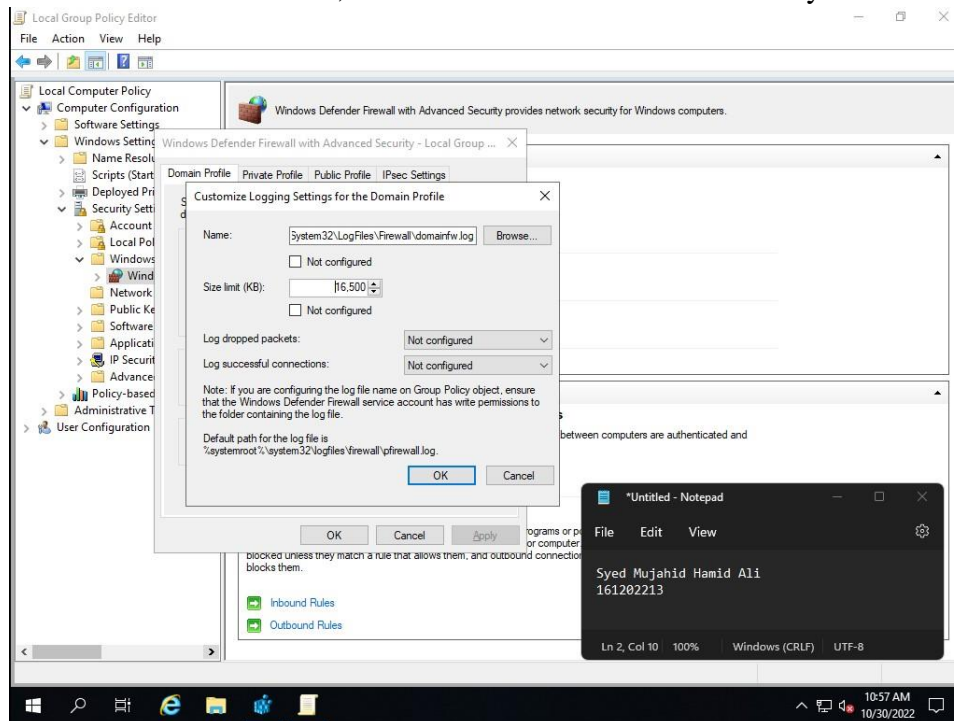 Local Group Policy Editor
File Action View Help
Local Computer Policy
Computer Configuration
Software Settings
Windows Setting
Name Resolu
Scripts (Start
Deployed Pri
Security Setti
Account
Local Pol
Windows
Wind
Network
Public Ke
Software
Applicati
IP Securit
Advance
Policy-based
Administrative T
User Configuration
Windows Defender Firewall with Advanced Security provides network security for Windows computers.
Windows Defender Firewall with Advanced Security - Local Group ...
Domain Profile Private Profile Public Profile IPsec Settings
Customize Logging Settings for the Domain Profile
Name: System32\LogFiles\Firewall\domainfw.log Browse...
Not configured
Size limit (KB): 16,500
Not configured
Log dropped packets: Not configured
Log successful connections: Not configured
Note: If you are configuring the log file name on Group Policy object, ensure
that the Windows Defender Firewall service account has write permissions to
the folder containing the log file.
Default path for the log file is
%systemroot%\system32\logfiles\firewall\pfirewall.log.
OK Cancel
OK Cancel Apply
between computers are authenticated and
rograms or p
or computer.
blocked unless they match a rule that allows them, and outbound connection
blocks them.
Inbound Rules
Outbound Rules
*Untitled - Notepad
File Edit View
Syed Mujahid Hamid Ali
161202213
Ln 2, Col 10 100% Windows (CRLF) UTF-8
10:57 AM
10/30/2022